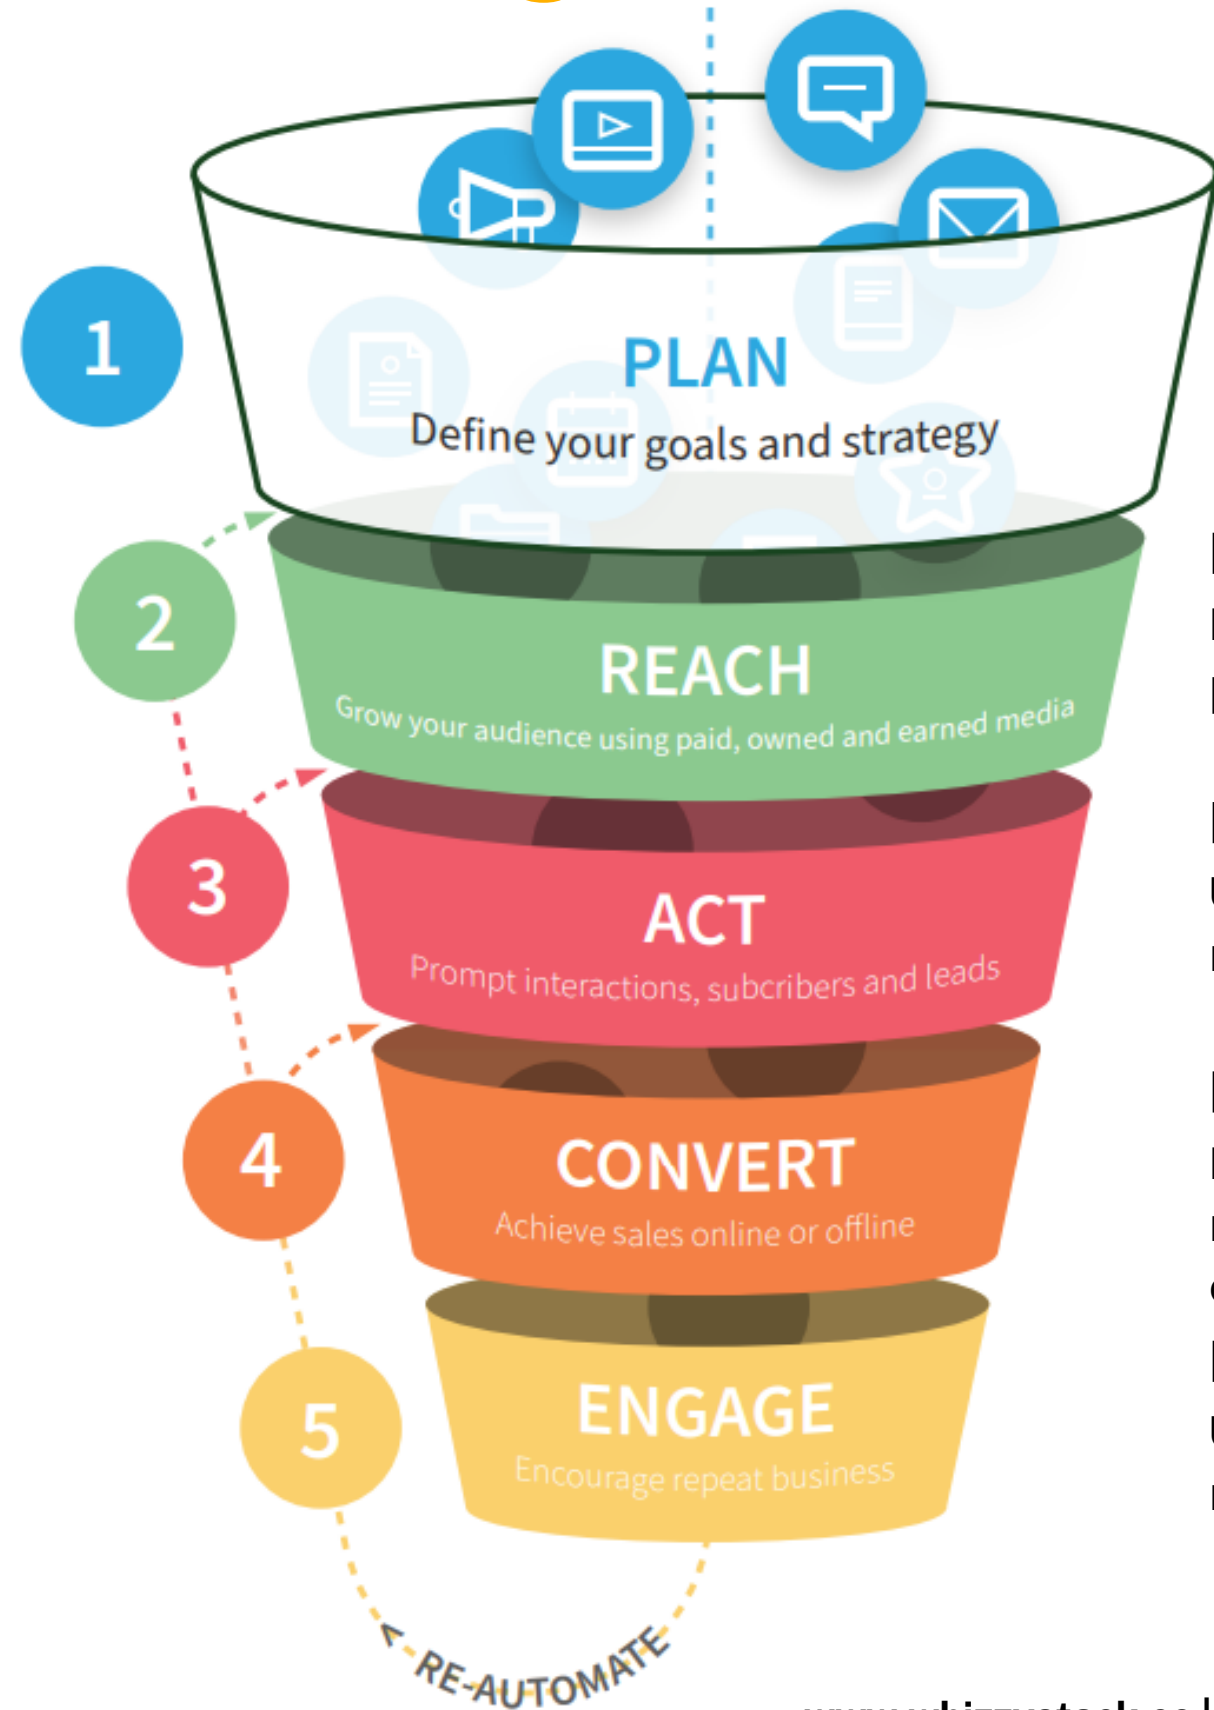 1
PLAN
Define your goals and strategy
2
REACH
Grow your audience using paid, owned and earned media
3
ACT
Prompt interactions, subcribers and leads
4
CONVERT
Achieve sales online or offline
5
ENGAGE
Encourage repeat business
< RE-AUTOMATE